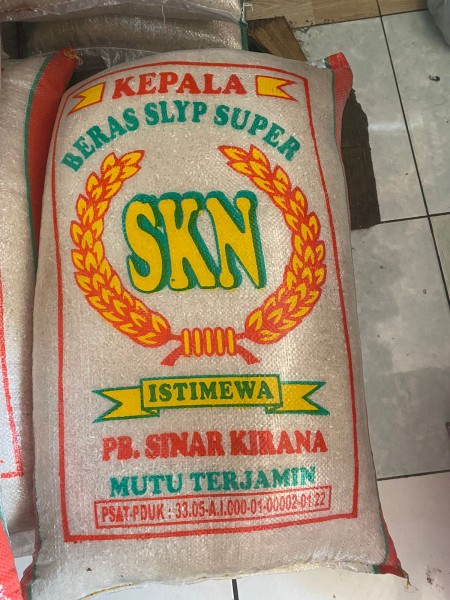 KEPALA
BERAS SLYP SUPER
SKN
ISTIMEWA
PB. SINAR KIRANA
MUTU TERJAMIN
PSAT-PDUK : 33.05-A.I.000-01-00002-01-22